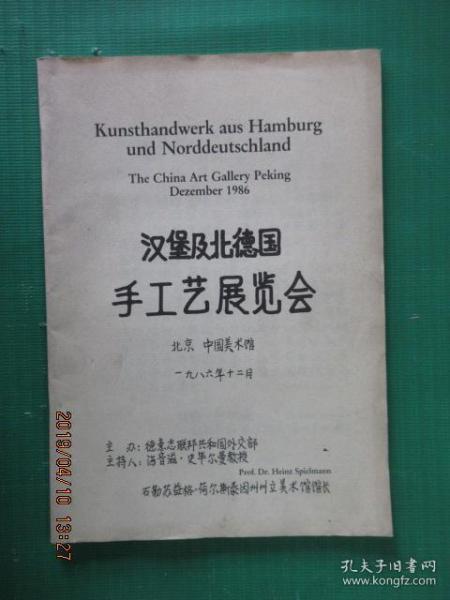 Kunsthandwerk aus Hamburg
und Norddeutschland
The China Art Gallery Peking
Dezember 1986
汉堡及北德国
手工艺展览会
北京 中国美术馆
一九八六年十二月
主 办：德意志联邦共和国外交部
主持人：海音滋·史毕尔曼教授
Prof. Dr. Heinz Spielmann
石勒苏益格-荷尔斯泰因州州立美术馆馆长
2019/04/10 13:27
孔夫子旧书网
www.kongfz.com